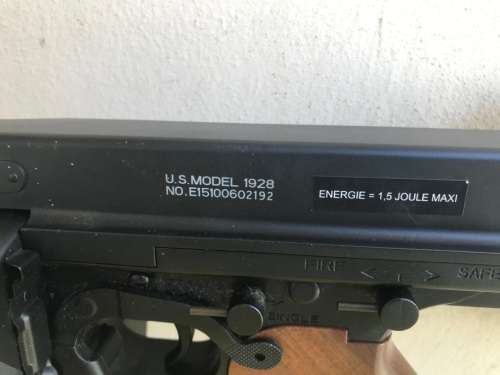 U.S.MODEL 1928
NO.E15100602192
ENERGIE = 1,5 JOULE MAXI
FIRE
SAFE
SINGLE